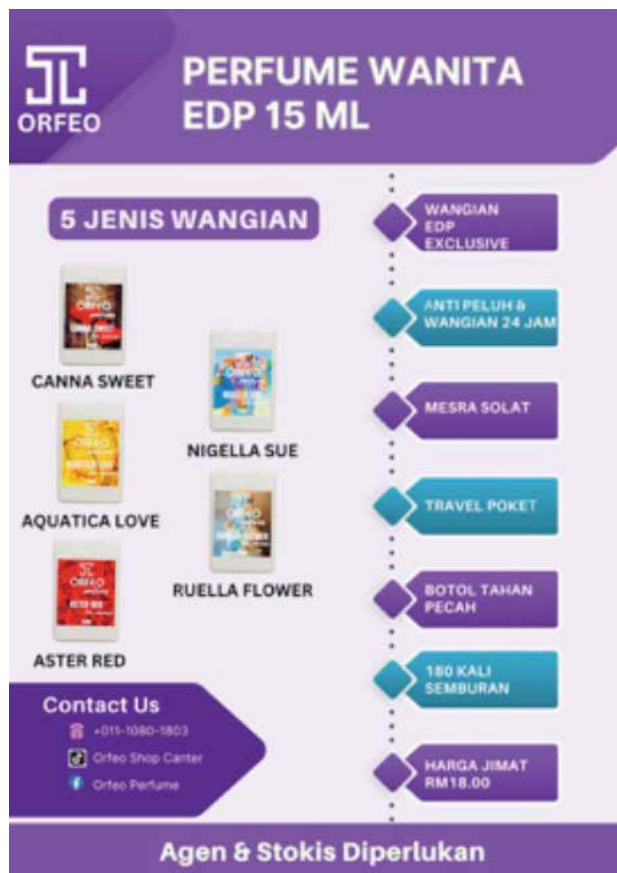 ORFEO
PERFUME WANITA
EDP 15 ML
5 JENIS WANGIAN
CANNA SWEET
NIGELLA SUE
AQUATICA LOVE
RUELLA FLOWER
ASTER RED
WANGIAN
EDP
EXCLUSIVE
ANTI PELUH &
WANGIAN 24 JAM
MESRA SOLAT
TRAVEL POKET
BOTOL TAHAN
PECAH
180 KALI
SEMBURAN
HARGA JIMAT
RM18.00
Contact Us
+011-1080-1803
Orfeo Shop Canter
Orfeo Perfume
Agen & Stokis Diperlukan